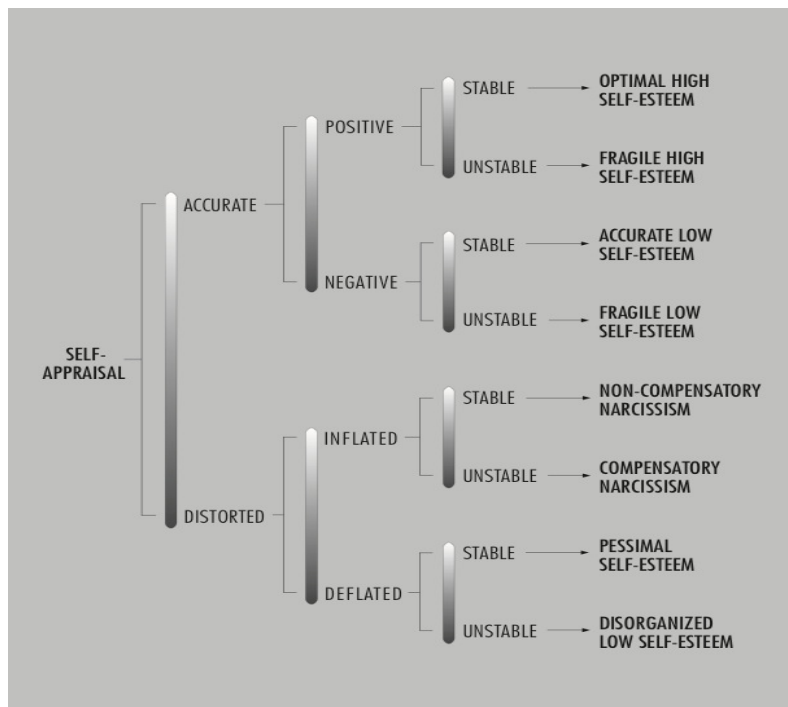 SELF-
APPRAISAL
ACCURATE
DISTORTED
POSITIVE
NEGATIVE
INFLATED
DEFLATED
STABLE
OPTIMAL HIGH
SELF-ESTEEM
UNSTABLE
FRAGILE HIGH
SELF-ESTEEM
STABLE
ACCURATE LOW
SELF-ESTEEM
UNSTABLE
FRAGILE LOW
SELF-ESTEEM
STABLE
NON-COMPENSATORY
NARCISSISM
UNSTABLE
COMPENSATORY
NARCISSISM
STABLE
PESSIMAL
SELF-ESTEEM
UNSTABLE
DISORGANIZED
LOW SELF-ESTEEM